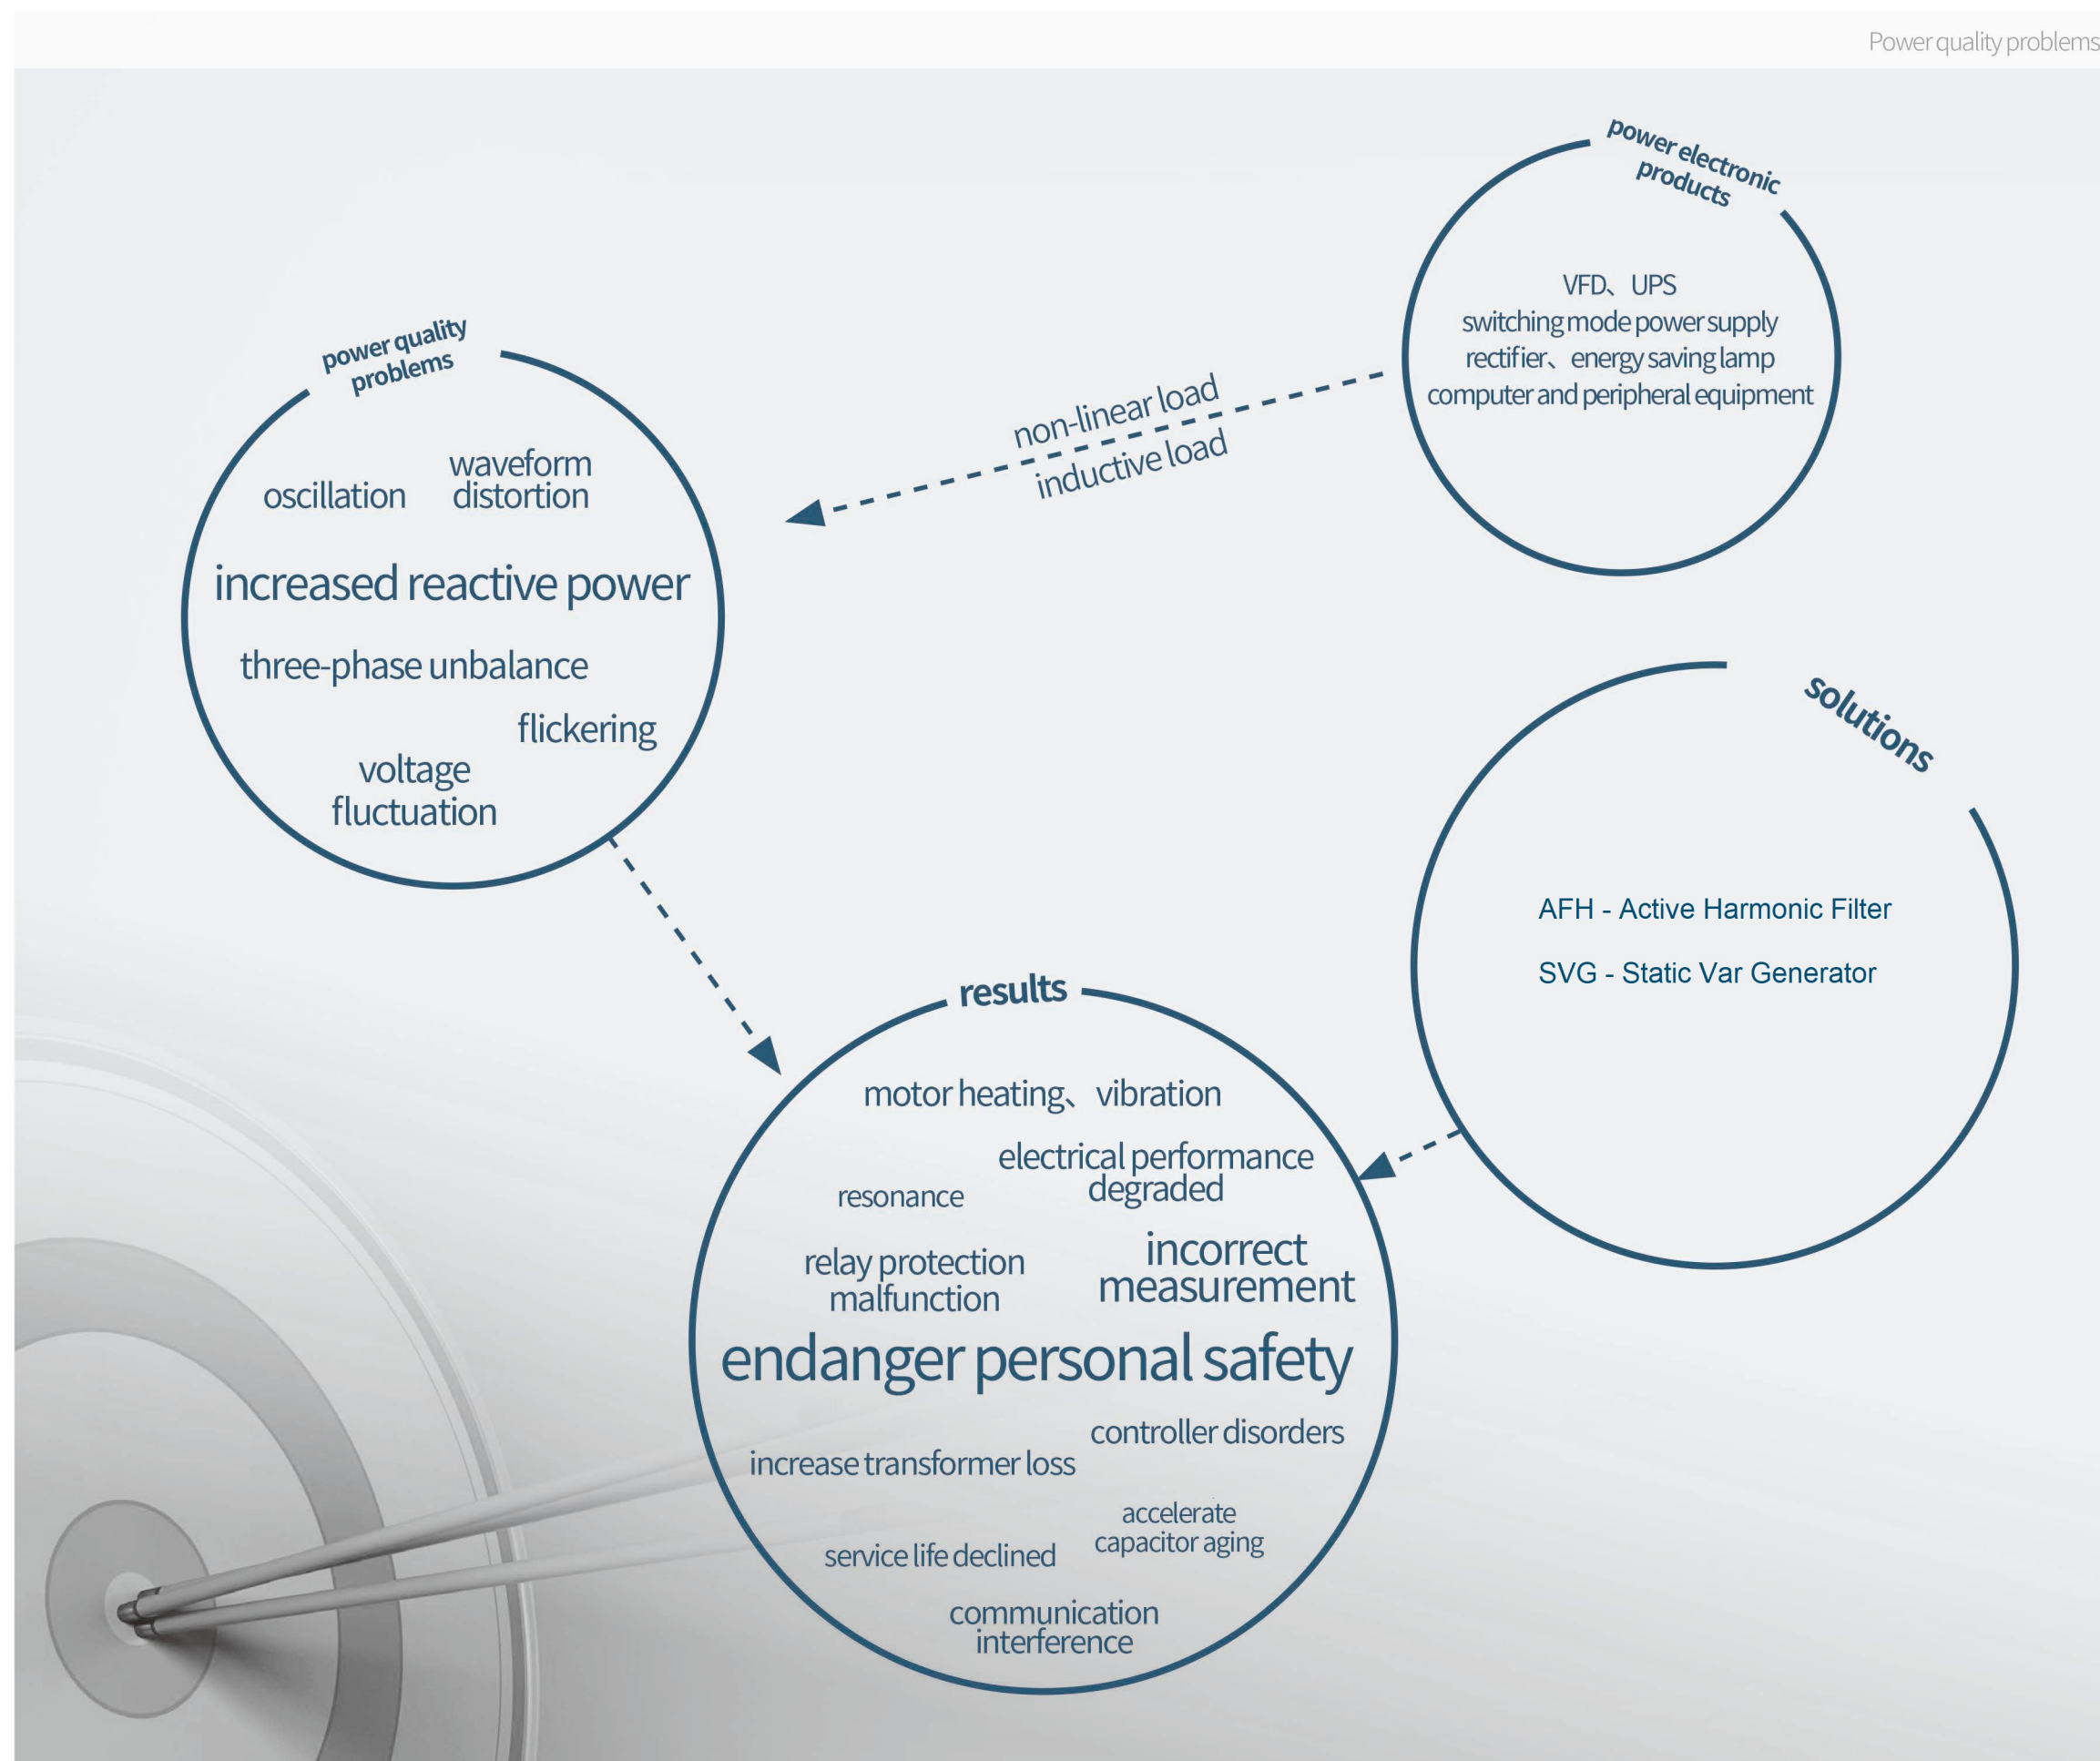 Power quality problems
power electronic
products
VFD、UPS
switching mode power supply
rectifier、energy saving lamp
computer and peripheral equipment
non-linear load
inductive load
power quality
problems
oscillation
waveform
distortion
increased reactive power
three-phase unbalance
flickering
voltage
fluctuation
solutions
AFH - Active Harmonic Filter
SVG - Static Var Generator
results
motor heating、vibration
electrical performance
degraded
resonance
relay protection
malfunction
incorrect
measurement
endanger personal safety
controller disorders
increase transformer loss
accelerate
capacitor aging
service life declined
communication
interference